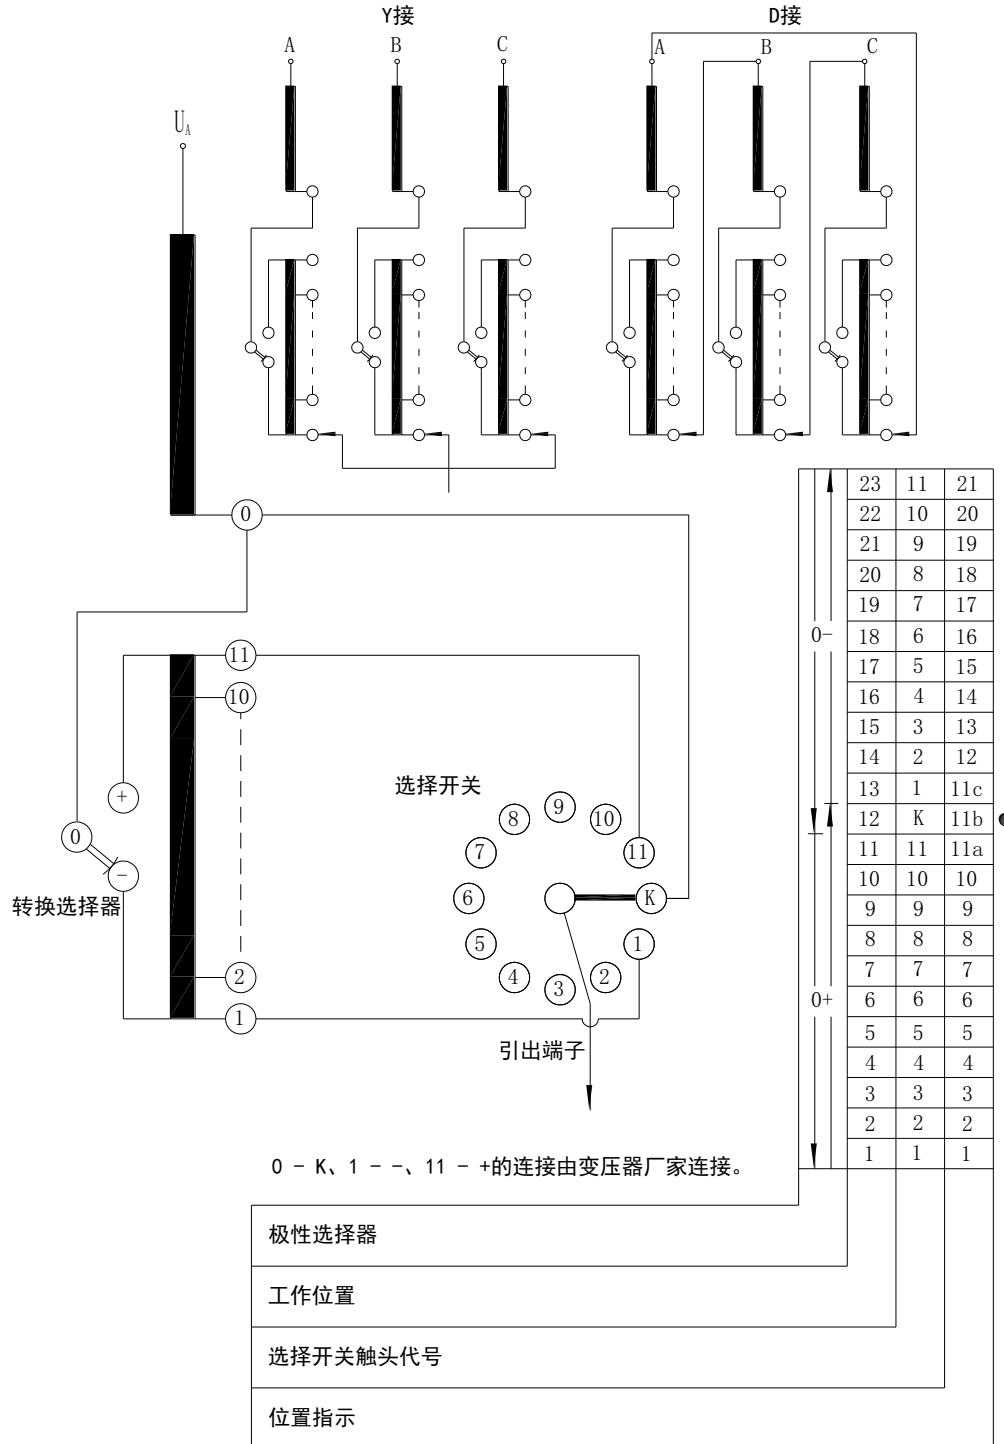 Y接
D接
A B C
A B C
U_A
0
11
10
+
0
-
2
1
转换选择器
选择开关
9
8 10
7 11
6 K
5 1
4 2
3
引出端子
0-
0+
23 11 21
22 10 20
21 9 19
20 8 18
19 7 17
18 6 16
17 5 15
16 4 14
15 3 13
14 2 12
13 1 11c
12 K 11b
11 11 11a
10 10 10
9 9 9
8 8 8
7 7 7
6 6 6
5 5 5
4 4 4
3 3 3
2 2 2
1 1 1
0 - K、1 - -、11 - +的连接由变压器厂家连接。
极性选择器
工作位置
选择开关触头代号
位置指示